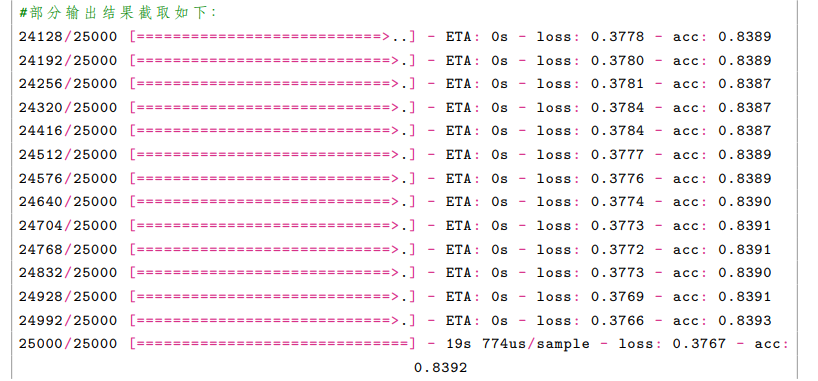 #部分输出结果截取如下:
24128/25000 [===========================>..] - ETA: 0s - loss: 0.3778 - acc: 0.8389
24192/25000 [============================>.] - ETA: 0s - loss: 0.3780 - acc: 0.8389
24256/25000 [============================>.] - ETA: 0s - loss: 0.3781 - acc: 0.8387
24320/25000 [============================>.] - ETA: 0s - loss: 0.3784 - acc: 0.8387
24416/25000 [============================>.] - ETA: 0s - loss: 0.3784 - acc: 0.8387
24512/25000 [============================>.] - ETA: 0s - loss: 0.3777 - acc: 0.8389
24576/25000 [============================>.] - ETA: 0s - loss: 0.3776 - acc: 0.8389
24640/25000 [============================>.] - ETA: 0s - loss: 0.3774 - acc: 0.8390
24704/25000 [============================>.] - ETA: 0s - loss: 0.3773 - acc: 0.8391
24768/25000 [============================>.] - ETA: 0s - loss: 0.3772 - acc: 0.8391
24832/25000 [============================>.] - ETA: 0s - loss: 0.3773 - acc: 0.8390
24928/25000 [============================>.] - ETA: 0s - loss: 0.3769 - acc: 0.8391
24992/25000 [============================>.] - ETA: 0s - loss: 0.3766 - acc: 0.8393
25000/25000 [==============================] - 19s 774us/sample - loss: 0.3767 - acc:
0.8392